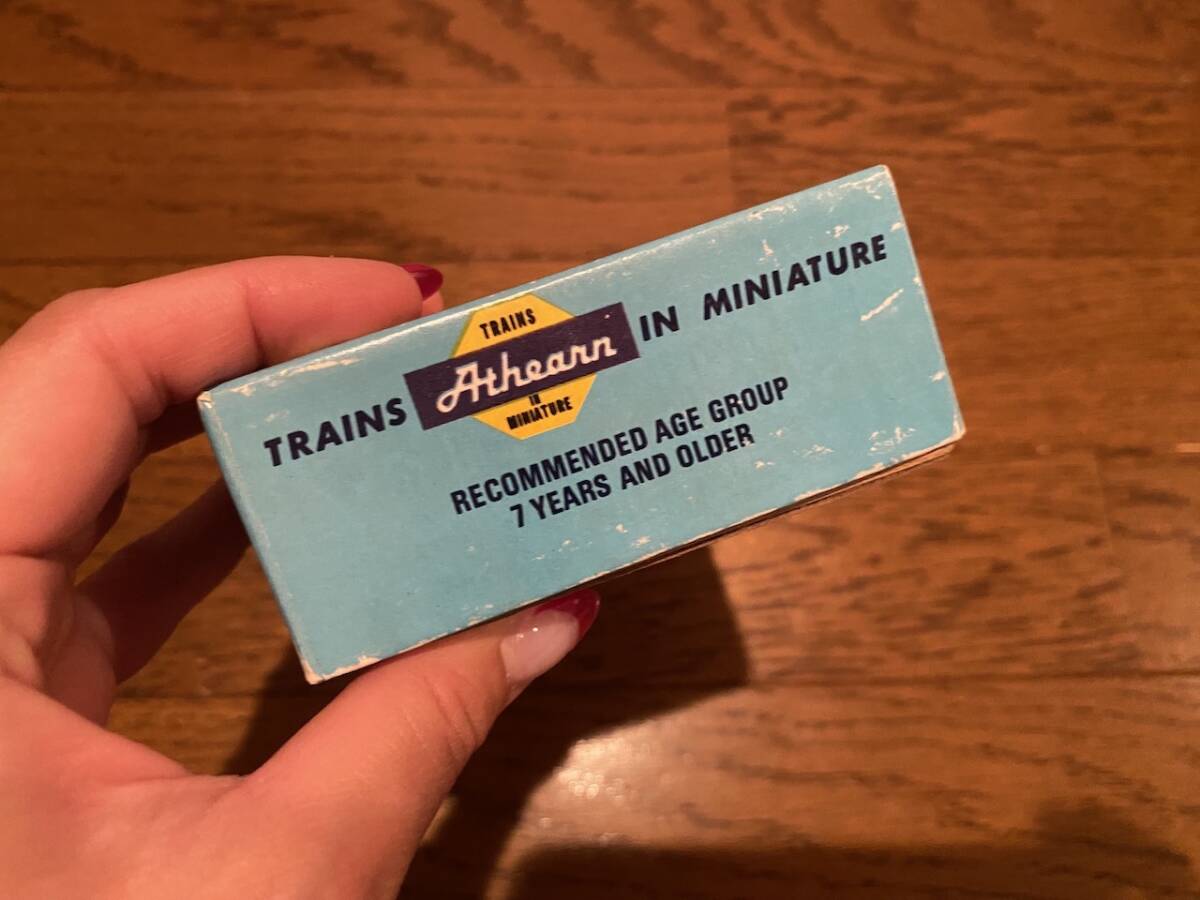 TRAINS
TRAINS Athearn IN MINIATURE
IN
MINIATURE
RECOMMENDED AGE GROUP
7 YEARS AND OLDER